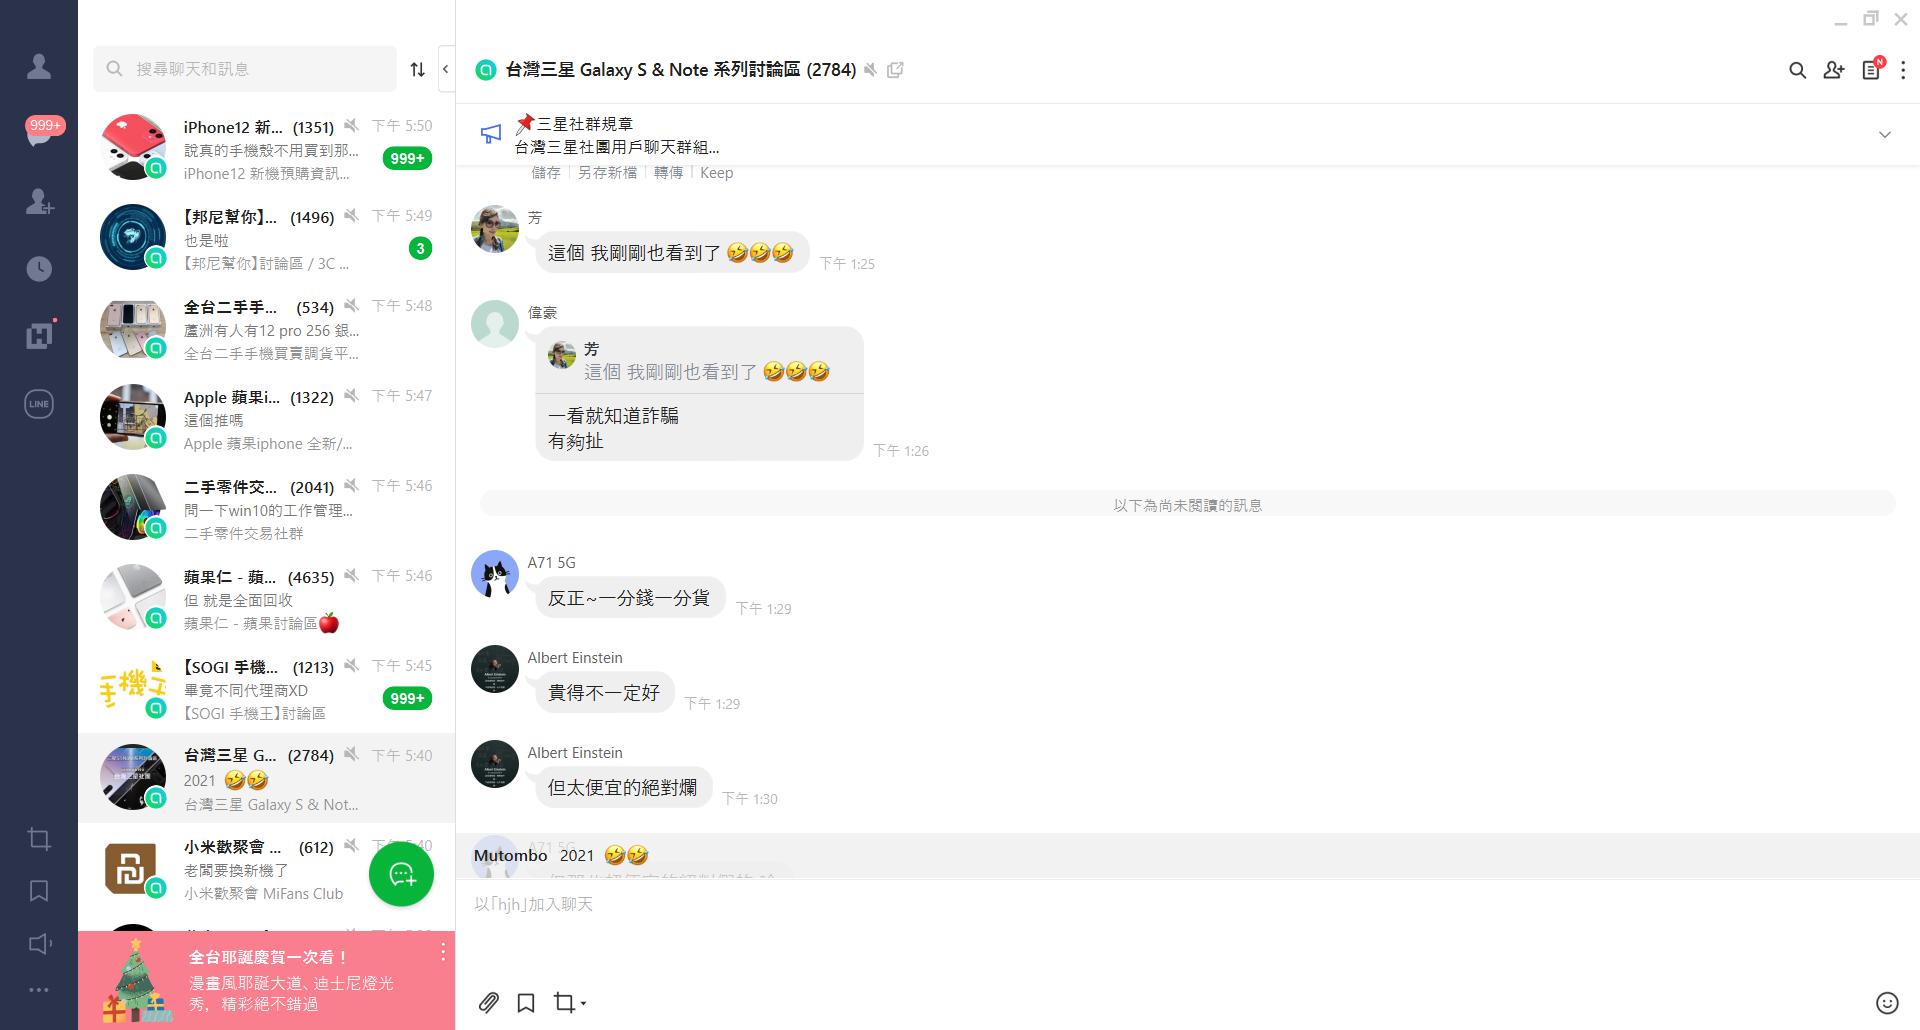 999+
LINE
搜尋聊天和訊息
iPhone12 新... (1351) 下午 5:50
說真的手機殼不用買到那...
999+
iPhone12 新機預購資訊...
【邦尼幫你】... (1496) 下午 5:49
也是啦
3
【邦尼幫你】討論區 / 3C ...
全台二手手... (534) 下午 5:48
蘆洲有人有12 pro 256 銀...
全台二手手機買賣調貨平...
Apple 蘋果i... (1322) 下午 5:47
這個推嗎
Apple 蘋果iphone 全新/...
二手零件交... (2041) 下午 5:46
問一下win10的工作管理...
二手零件交易社群
蘋果仁 - 蘋... (4635) 下午 5:46
但 就是全面回收
蘋果仁 - 蘋果討論區🍎
【SOGI 手機... (1213) 下午 5:45
畢竟不同代理商XD
999+
【SOGI 手機王】討論區
台灣三星 G... (2784) 下午 5:40
2021 🤣🤣
台灣三星 Galaxy S & Not...
小米歡聚會 ... (612) 下午 5:40
老闆要換新機了
小米歡聚會 MiFans Club
全台耶誕慶賀一次看！
漫畫風耶誕大道、迪士尼燈光
秀，精彩絕不錯過
台灣三星 Galaxy S & Note 系列討論區 (2784)
N
📌三星社群規章
台灣三星社團用戶聊天群組...
儲存 另存新檔 轉傳 Keep
芳
這個 我剛剛也看到了 🤣🤣🤣
下午 1:25
偉豪
芳
這個 我剛剛也看到了 🤣🤣🤣
一看就知道詐騙
有夠扯
下午 1:26
以下為尚未閱讀的訊息
A71 5G
反正~一分錢一分貨
下午 1:29
Albert Einstein
貴得不一定好
下午 1:29
Albert Einstein
但太便宜的絕對爛
下午 1:30
A71 5G
Mutombo 2021 🤣🤣
以「hjh」加入聊天